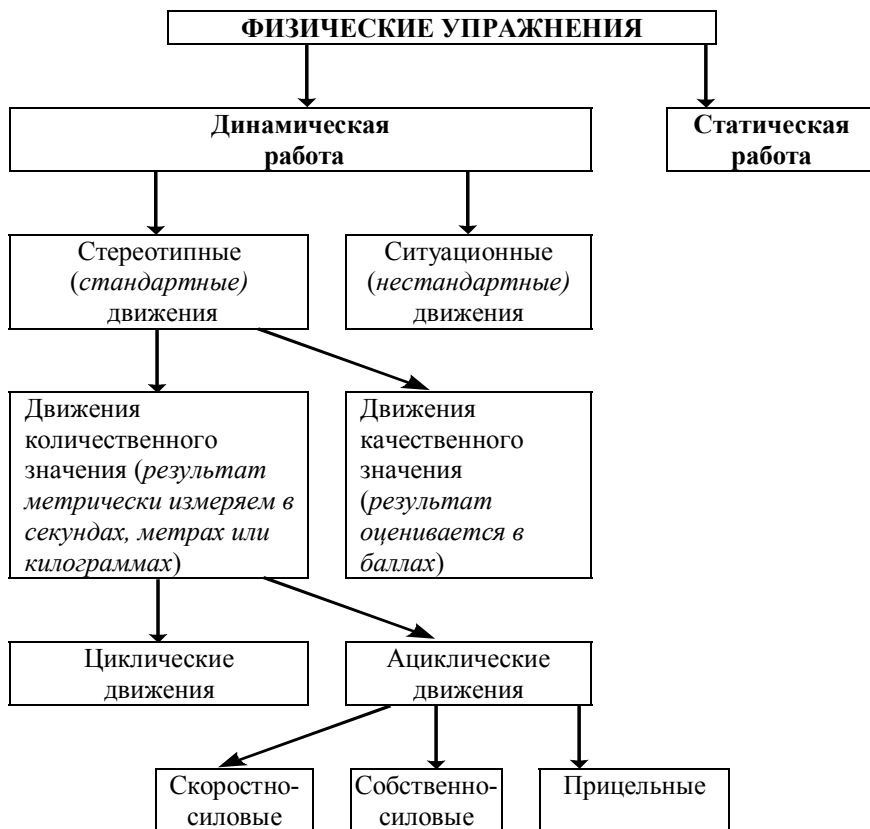 ФИЗИЧЕСКИЕ УПРАЖНЕНИЯ
Динамическая
работа
Статическая
работа
Стереотипные
(стандартные)
движения
Ситуационные
(нестандартные)
движения
Движения
количественного
значения (результат
метрически измеряем в
секундах, метрах или
килограммах)
Движения
качественного
значения
(результат
оценивается в
баллах)
Циклические
движения
Ациклические
движения
Скоростно-
силовые
Собственно-
силовые
Прицельные